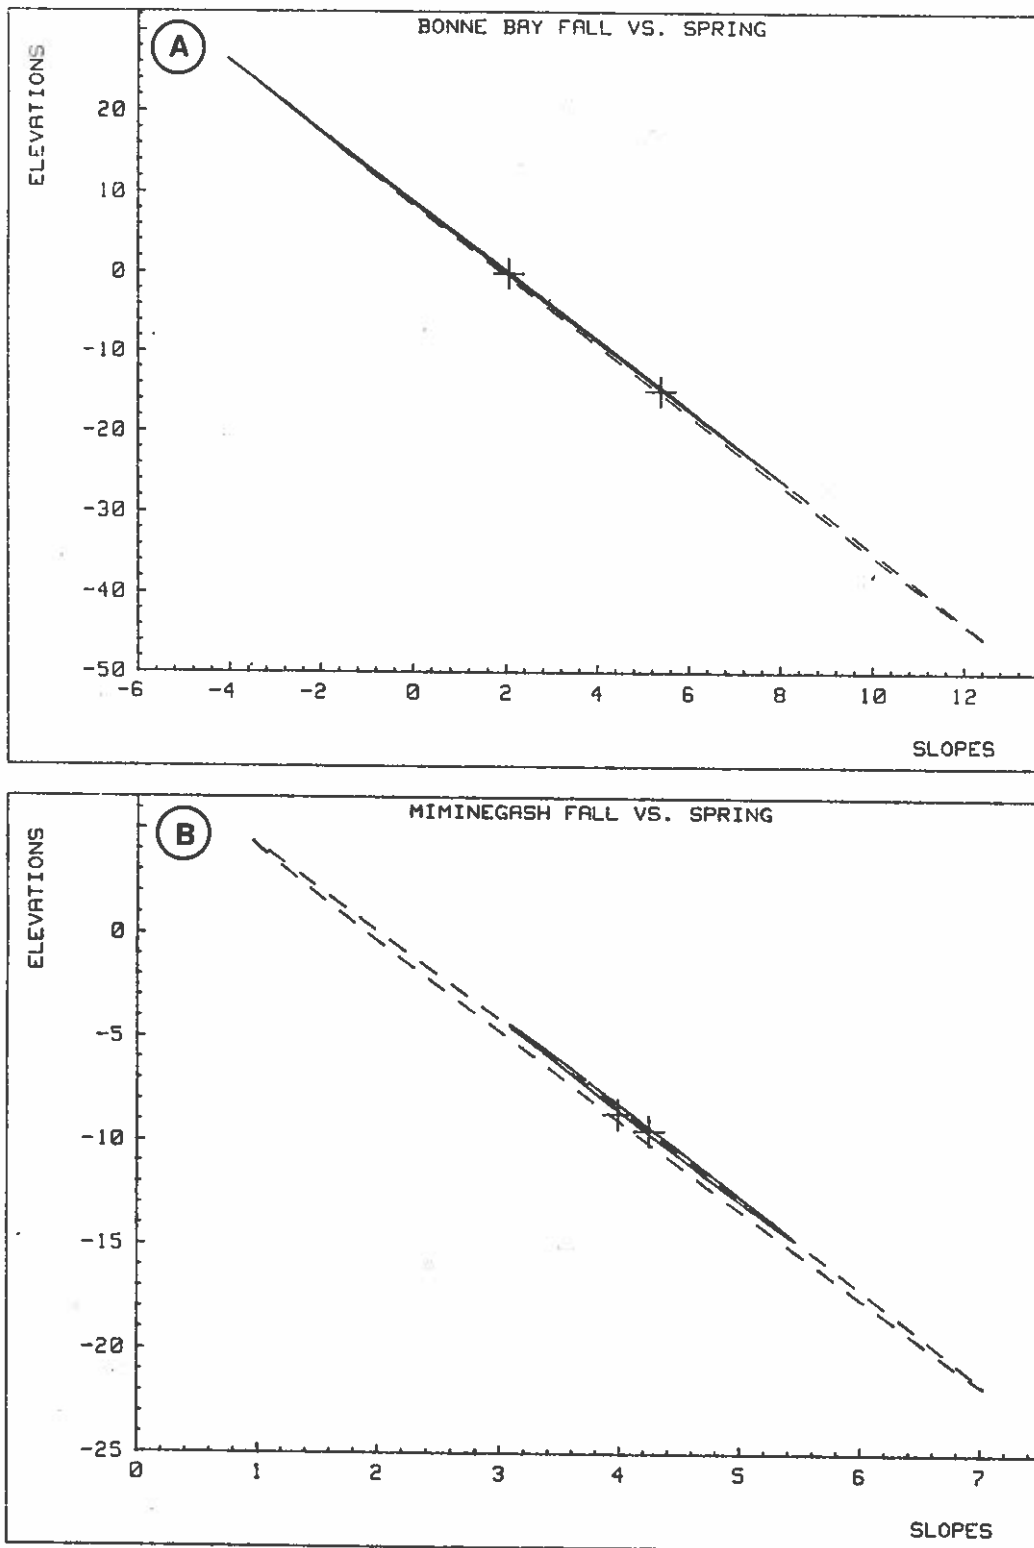 A
BONNE BAY FALL VS. SPRING
ELEVATIONS
20
10
0
-10
-20
-30
-40
-50
-6 -4 -2 0 2 4 6 8 10 12
SLOPES
B
MIMINEGASH FALL VS. SPRING
ELEVATIONS
0
-5
-10
-15
-20
-25
0 1 2 3 4 5 6 7
SLOPES